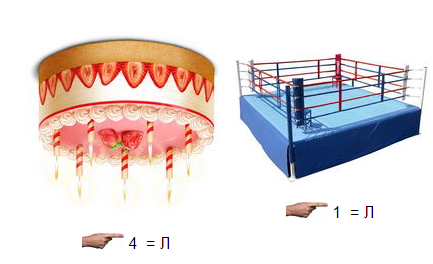 4 = Л
1 = Л